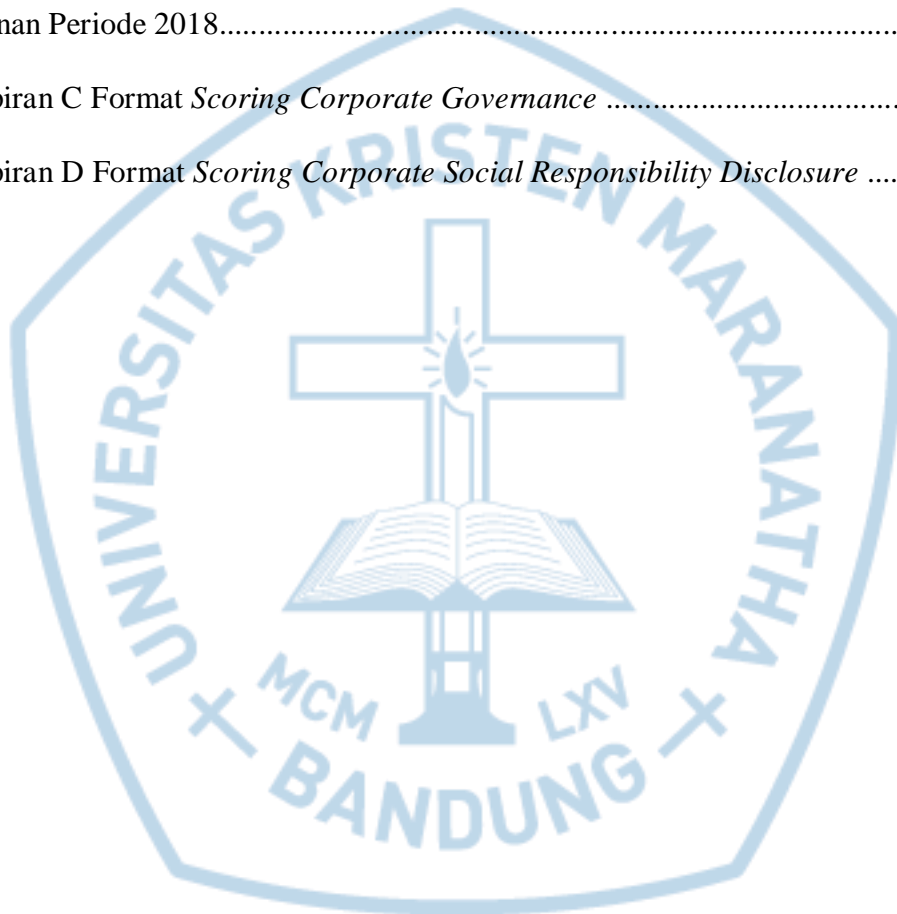 nan Periode 2018......................................................................................
piran C Format Scoring Corporate Governance .....................................
piran D Format Scoring Corporate Social Responsibility Disclosure ....
UNIVERSITAS KRISTEN MARANATHA
MCM LXV
BANDUNG